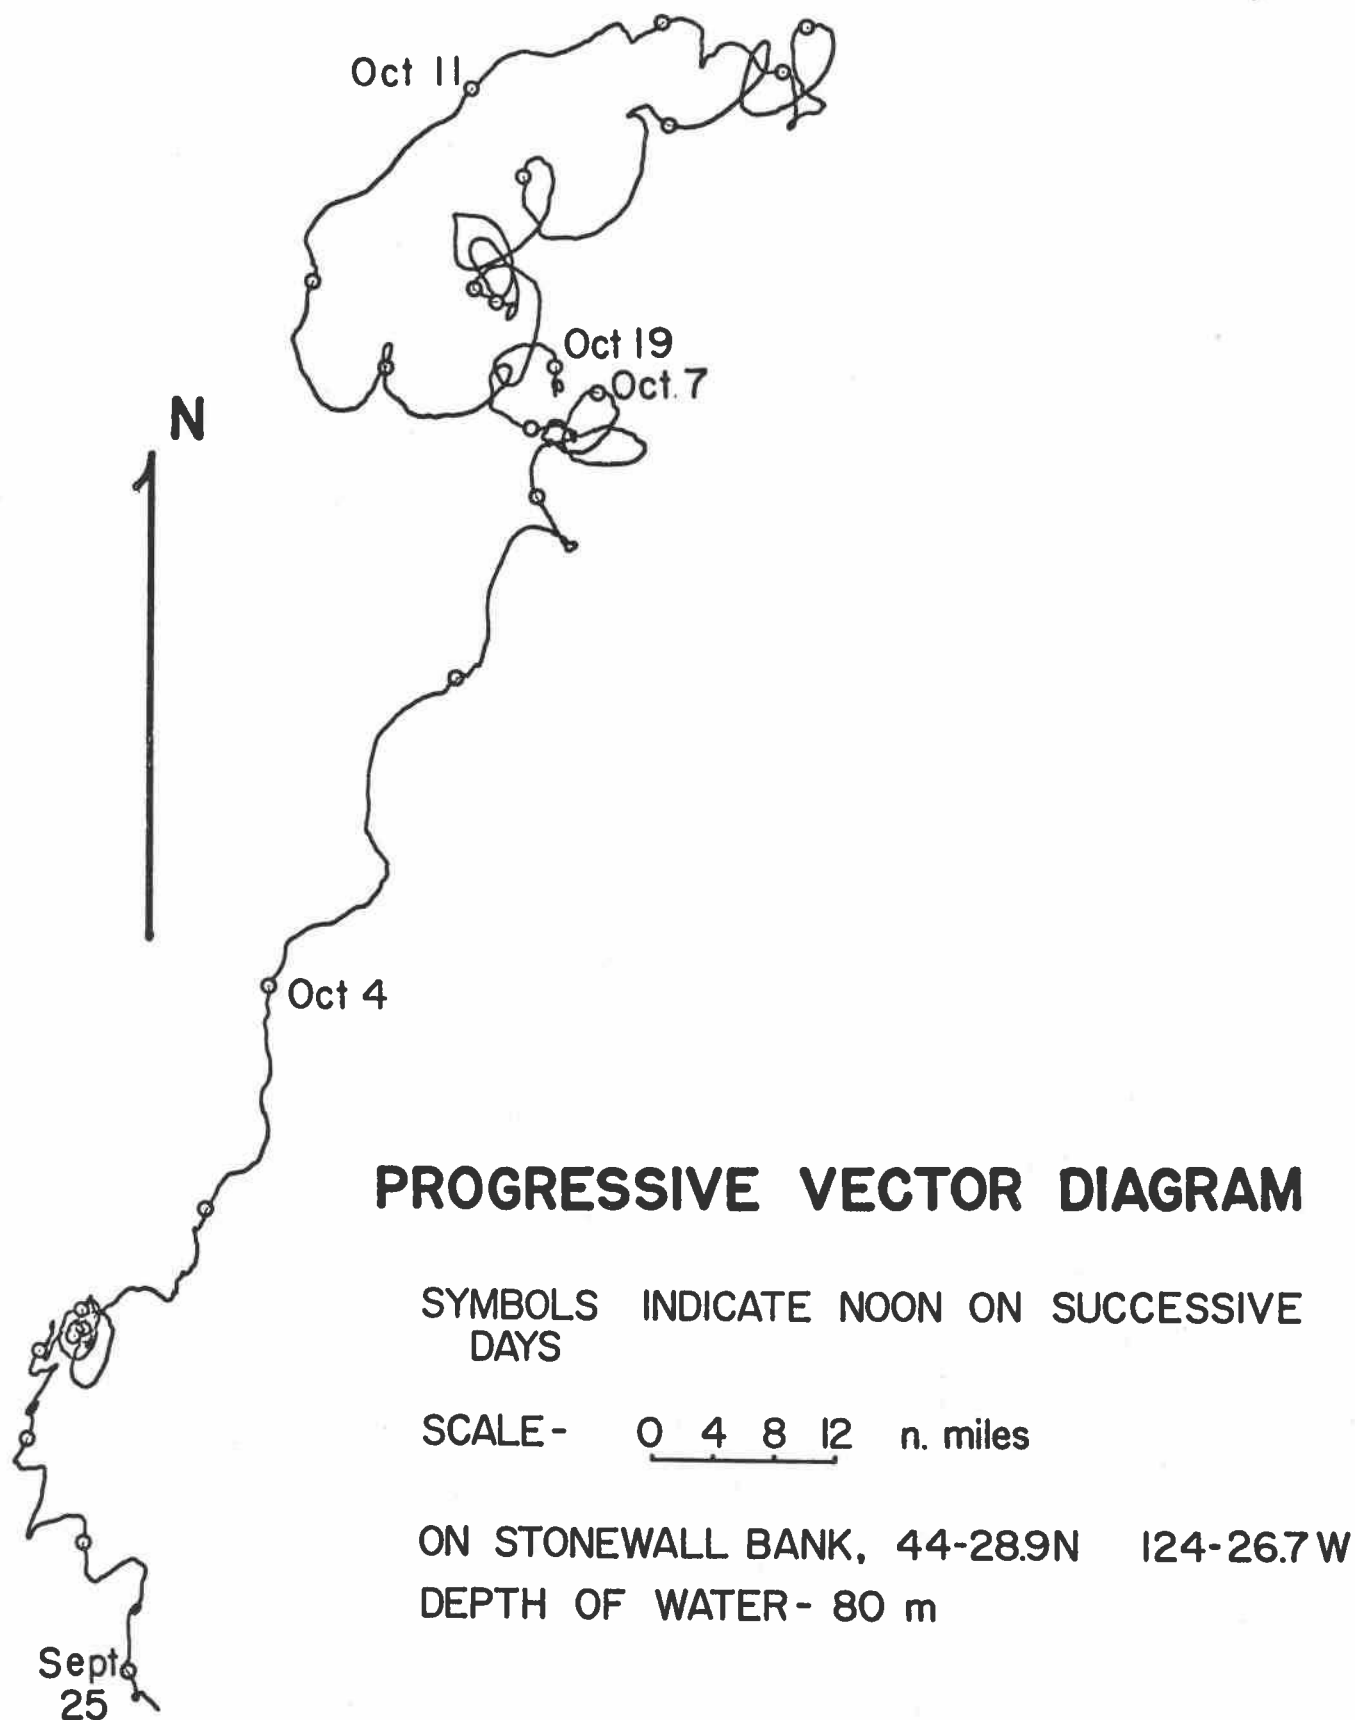 Oct 11
Oct 19
Oct. 7
N
Oct 4
PROGRESSIVE VECTOR DIAGRAM
SYMBOLS INDICATE NOON ON SUCCESSIVE
DAYS
SCALE- 0 4 8 12 n. miles
ON STONEWALL BANK, 44-28.9N 124-26.7W
DEPTH OF WATER- 80 m
Sept
25